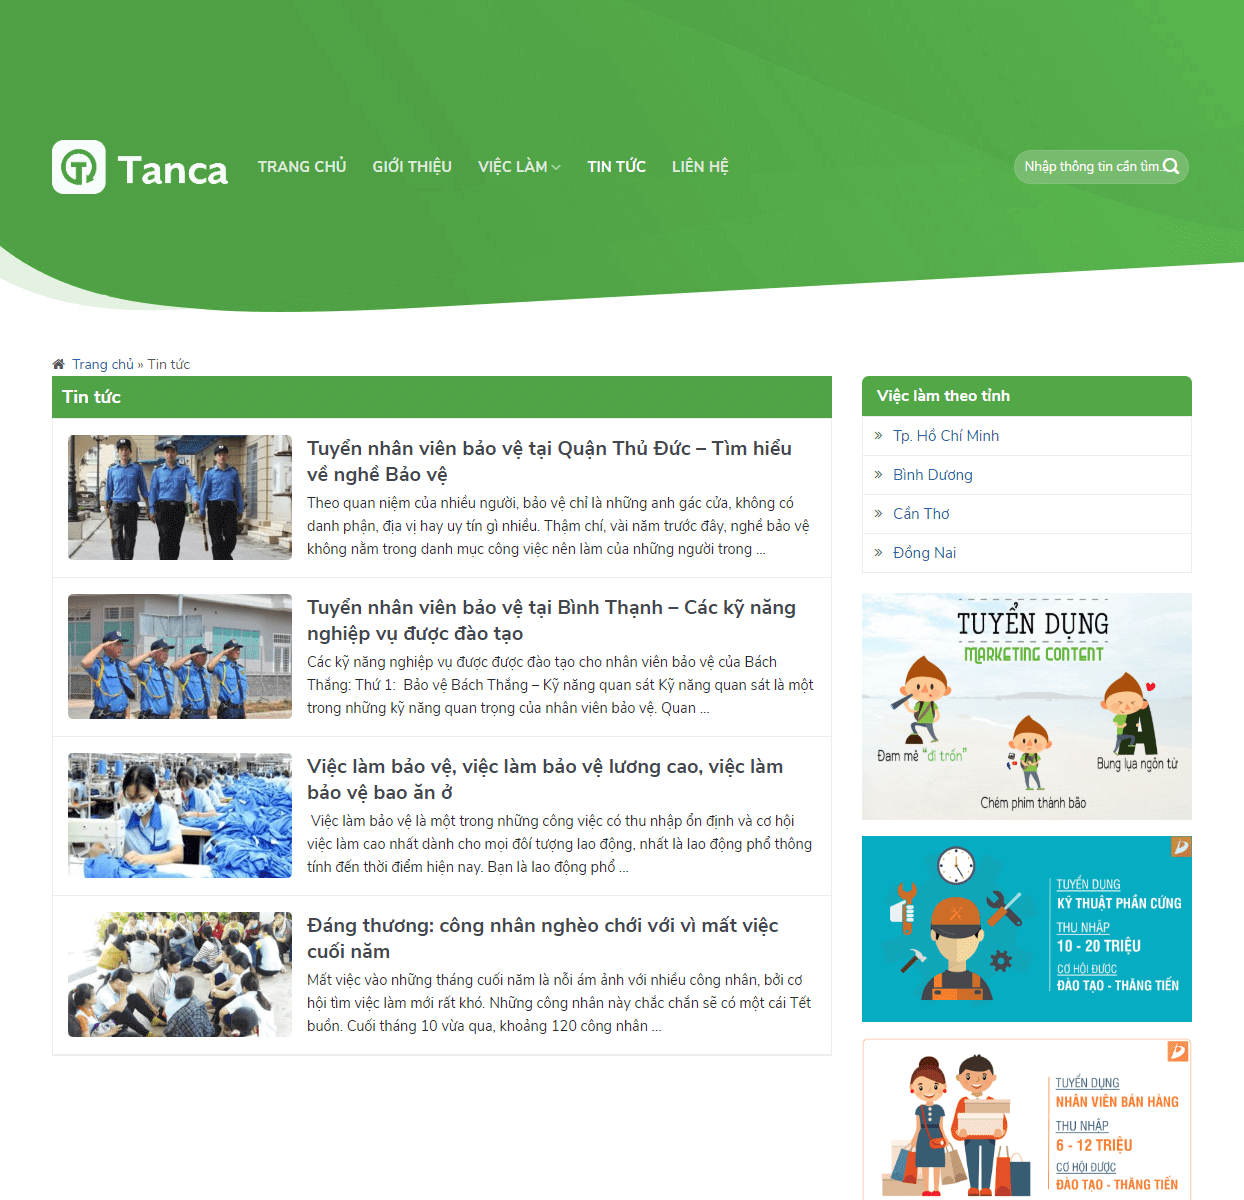 Tanca
TRANG CHỦ
GIỚI THIỆU
VIỆC LÀM
TIN TỨC
LIÊN HỆ
Nhập thông tin cần tìm..
Trang chủ » Tin tức
Tin tức
Tuyển nhân viên bảo vệ tại Quận Thủ Đức – Tìm hiểu
về nghề Bảo vệ
Theo quan niệm của nhiều người, bảo vệ chỉ là những anh gác cửa, không có
danh phận, địa vị hay uy tín gì nhiều. Thậm chí, vài năm trước đây, nghề bảo vệ
không nằm trong danh mục công việc nên làm của những người trong ...
Tuyển nhân viên bảo vệ tại Bình Thạnh – Các kỹ năng
nghiệp vụ được đào tạo
Các kỹ năng nghiệp vụ được được đào tạo cho nhân viên bảo vệ của Bách
Thắng: Thứ 1:  Bảo vệ Bách Thắng – Kỹ năng quan sát Kỹ năng quan sát là một
trong những kỹ năng quan trọng của nhân viên bảo vệ. Quan ...
Việc làm bảo vệ, việc làm bảo vệ lương cao, việc làm
bảo vệ bao ăn ở
Việc làm bảo vệ là một trong những công việc có thu nhập ổn định và cơ hội
việc làm cao nhất dành cho mọi đối tượng lao động, nhất là lao động phổ thông
tính đến thời điểm hiện nay. Bạn là lao động phổ ...
Đáng thương: công nhân nghèo chới với vì mất việc
cuối năm
Mất việc vào những tháng cuối năm là nỗi ám ảnh với nhiều công nhân, bởi cơ
hội tìm việc làm mới rất khó. Những công nhân này chắc chắn sẽ có một cái Tết
buồn. Cuối tháng 10 vừa qua, khoảng 120 công nhân ...
Việc làm theo tỉnh
Tp. Hồ Chí Minh
Bình Dương
Cần Thơ
Đồng Nai
TUYỂN DỤNG
MARKETING CONTENT
Đam mê "đi trốn"
Bung lụa ngôn từ
Chém phim thành bão
TUYỂN DỤNG
KỸ THUẬT PHẦN CỨNG
THU NHẬP
10 - 20 TRIỆU
CƠ HỘI ĐƯỢC
ĐÀO TẠO - THĂNG TIẾN
TUYỂN DỤNG
NHÂN VIÊN BÁN HÀNG
THU NHẬP
6 - 12 TRIỆU
CƠ HỘI ĐƯỢC
ĐÀO TẠO - THĂNG TIẾN